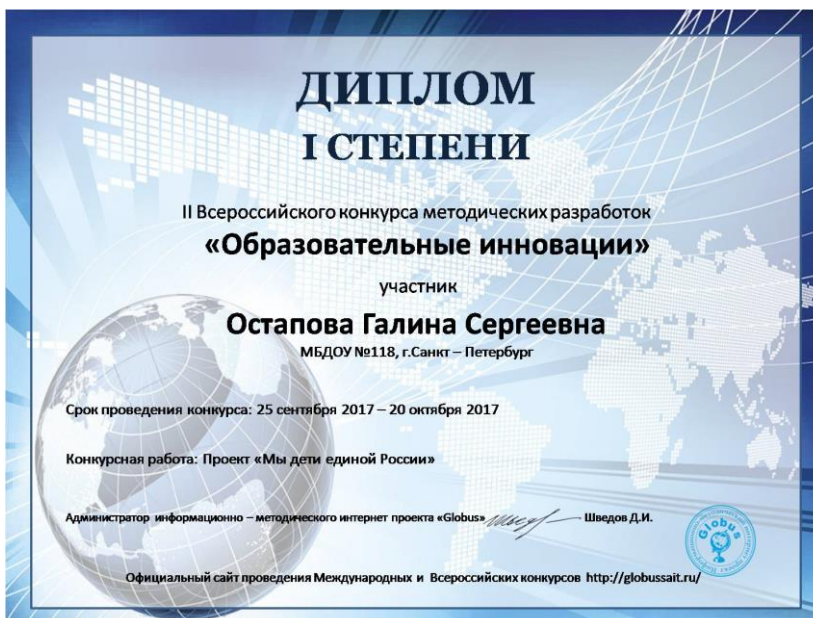 ДИПЛОМ
I СТЕПЕНИ
II Всероссийского конкурса методических разработок
«Образовательные инновации»
участник
Остапова Галина Сергеевна
МБДОУ №118, г.Санкт – Петербург
Срок проведения конкурса: 25 сентября 2017 – 20 октября 2017
Конкурсная работа: Проект «Мы дети единой России»
Администратор информационно – методического интернет проекта «Globus» Шведов Д.И.
Globus
Официальный сайт проведения Международных и Всероссийских конкурсов http://globussait.ru/